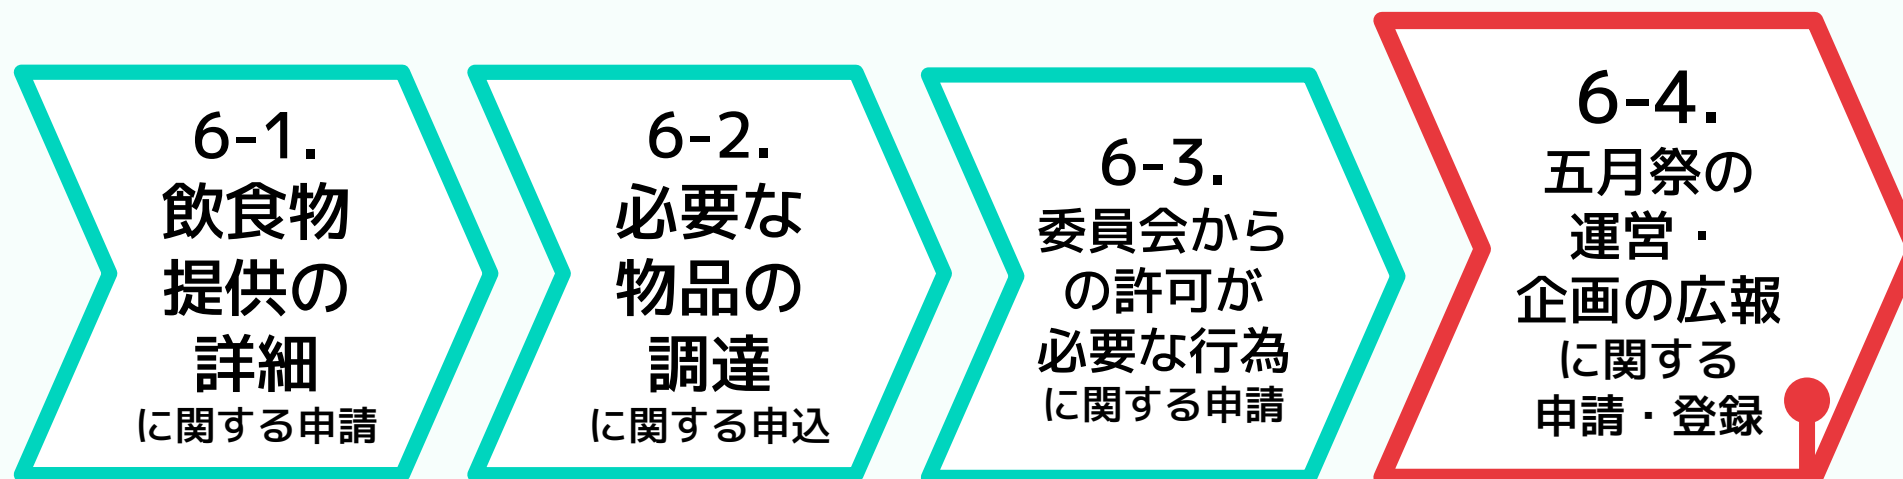 6-1.
飲食物
提供の
詳細
に関する申請
6-2.
必要な
物品の
調達
に関する申込
6-3.
委員会から
の許可が
必要な行為
に関する申請
6-4.
五月祭の
運営・
企画の広報
に関する
申請・登録